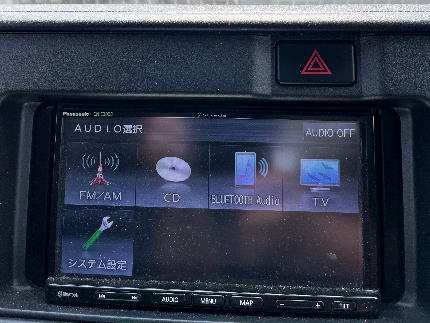 Panasonic
AUDIO選択
AUDIO OFF
FM/AM
CD
BLUETOOTH Audio
TV
システム設定
AUDIO
MENU
MAP
TILT